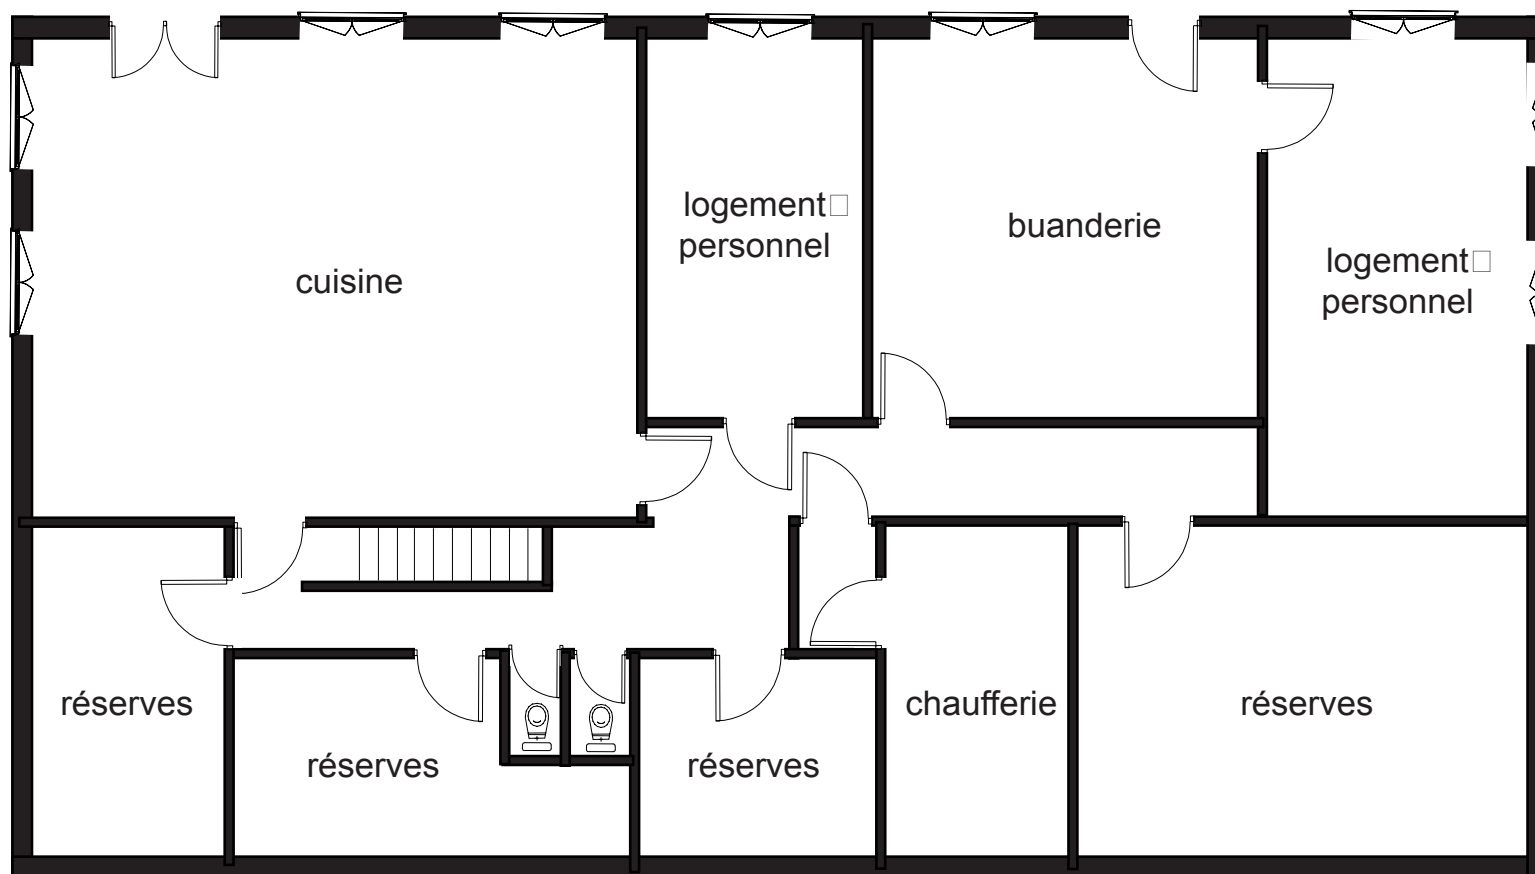 cuisine
logement
personnel
buanderie
logement
personnel
réserves
réserves
réserves
chaufferie
réserves